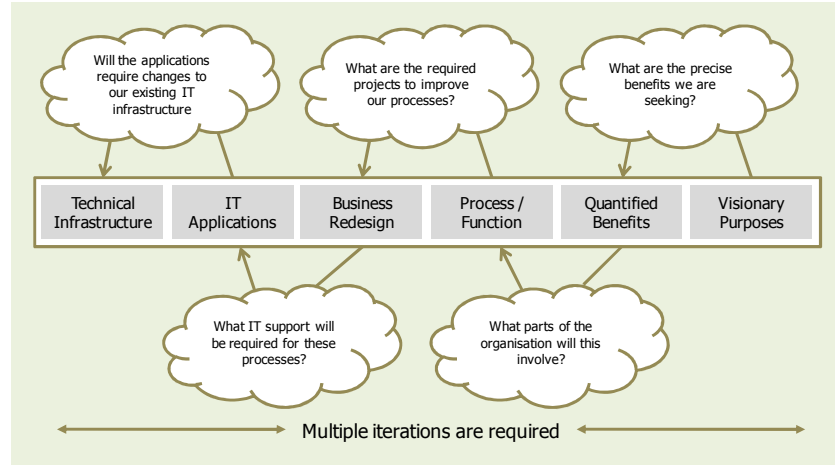 Will the applications
require changes to
our existing IT
infrastructure
What are the required
projects to improve
our processes?
What are the precise
benefits we are
seeking?
Technical
Infrastructure
IT
Applications
Business
Redesign
Process /
Function
Quantified
Benefits
Visionary
Purposes
What IT support will
be required for these
processes?
What parts of the
organisation will this
involve?
Multiple iterations are required